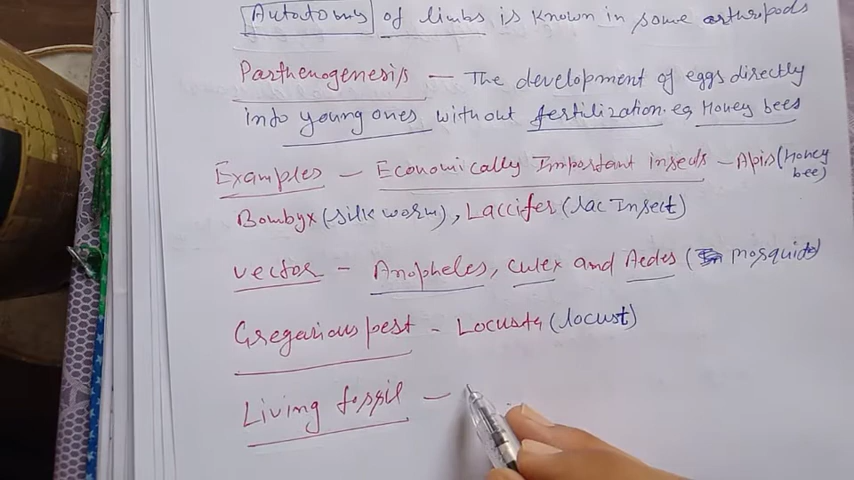 Autotomy of limbs is known in some arthropods
Parthenogenesis — The development of eggs directly
into young ones without fertilization. eg Honey bees
Examples — Economically Important insects - Apis (Honey bee)
Bombyx (silk worm), Laccifer (lac Insect)
vector - Anopheles, Culex and Aedes (mosquito)
Gregarious pest - Locusta (locust)
Living fossil —